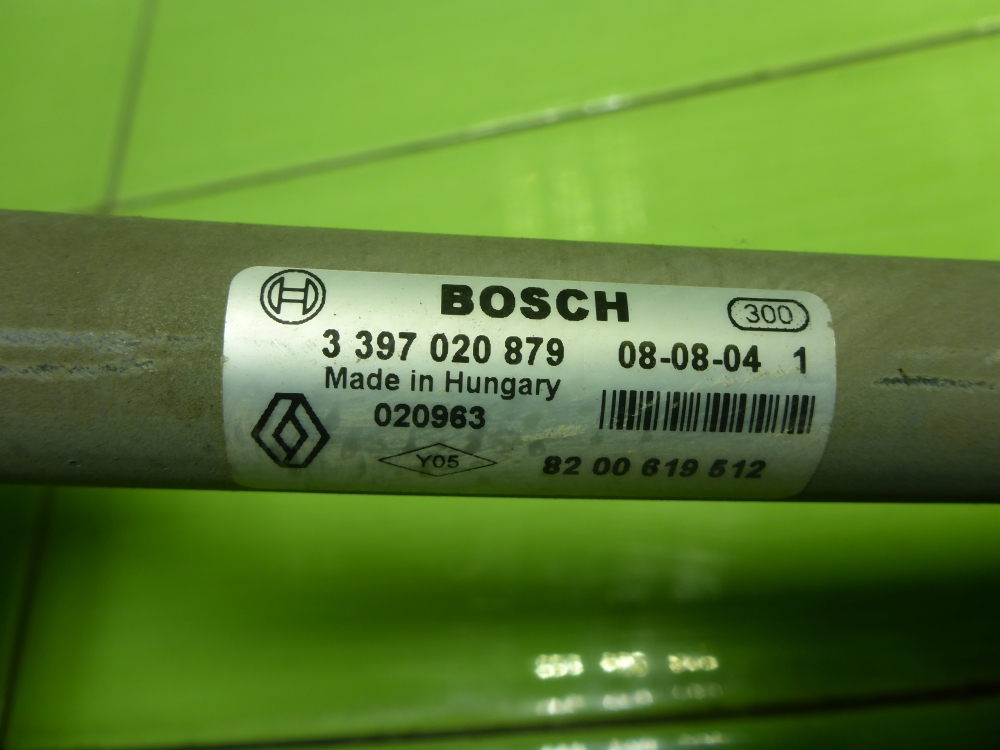 BOSCH
300
3 397 020 879 08-08-04 1
Made in Hungary
020963
Y05 82 00 619 512